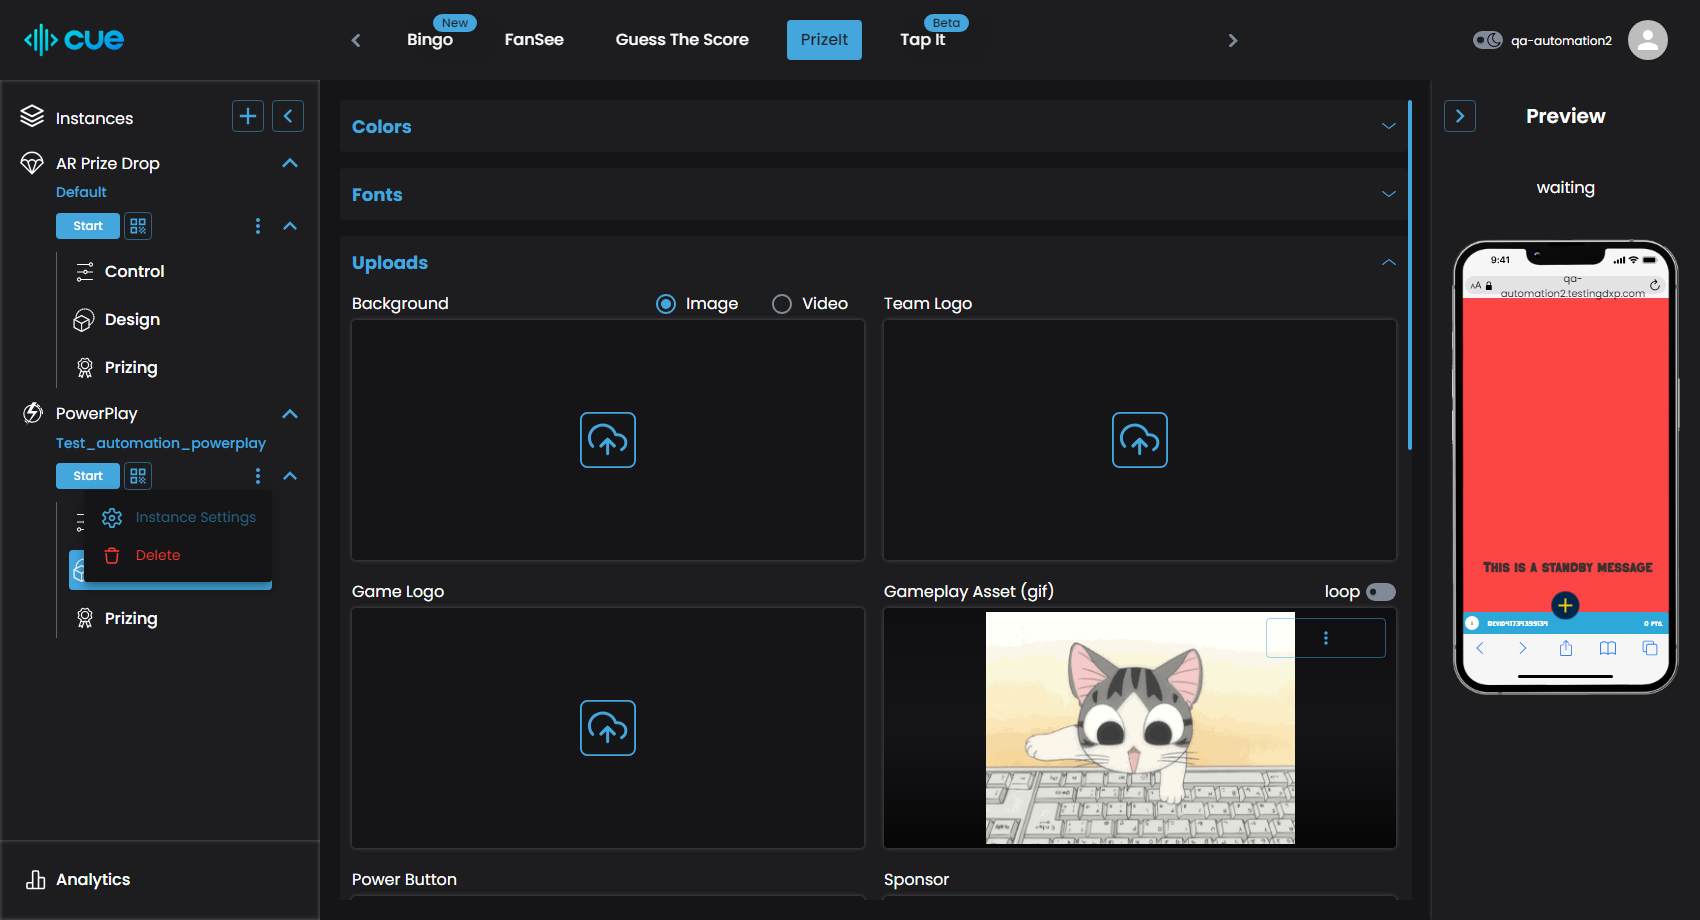 cue
Bingo
New
FanSee
Guess The Score
PrizeIt
Tap It
Beta
qa-automation2
Instances
AR Prize Drop
Default
Start
Control
Design
Prizing
PowerPlay
Test_automation_powerplay
Start
Instance Settings
Delete
Prizing
Analytics
Colors
Fonts
Uploads
Background
Image
Video
Team Logo
Game Logo
Gameplay Asset (gif)
loop
Power Button
Sponsor
Preview
waiting
9:41
AA
qa-
automation2.testingdxp.com
This is a standby message
DEVID41734399134
0 PTS.